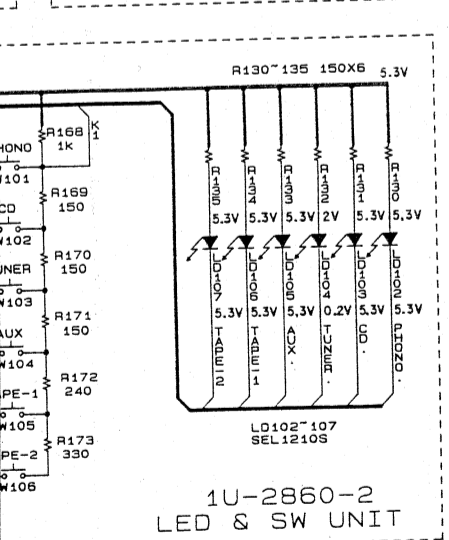 R130~135 150X6 5.3V
K1
R168
1k
HONO
W101
R169
150
CD
W102
R170
150
UNER
W103
R171
150
AUX
W104
R172
240
PE-1
W105
R173
330
PE-2
W106
R135 R134 R133 R132 R131 R130
5.3V 5.3V 5.3V 2V 5.3V 5.3V
LD107 LD106 LD105 LD104 LD103 LD102
5.3V 5.3V 5.3V 0.2V 5.3V 5.3V
TAPE-2 TAPE-1 AUX. TUNER. CD. PHONO.
LD102~107
SEL1210S
1U-2860-2
LED & SW UNIT